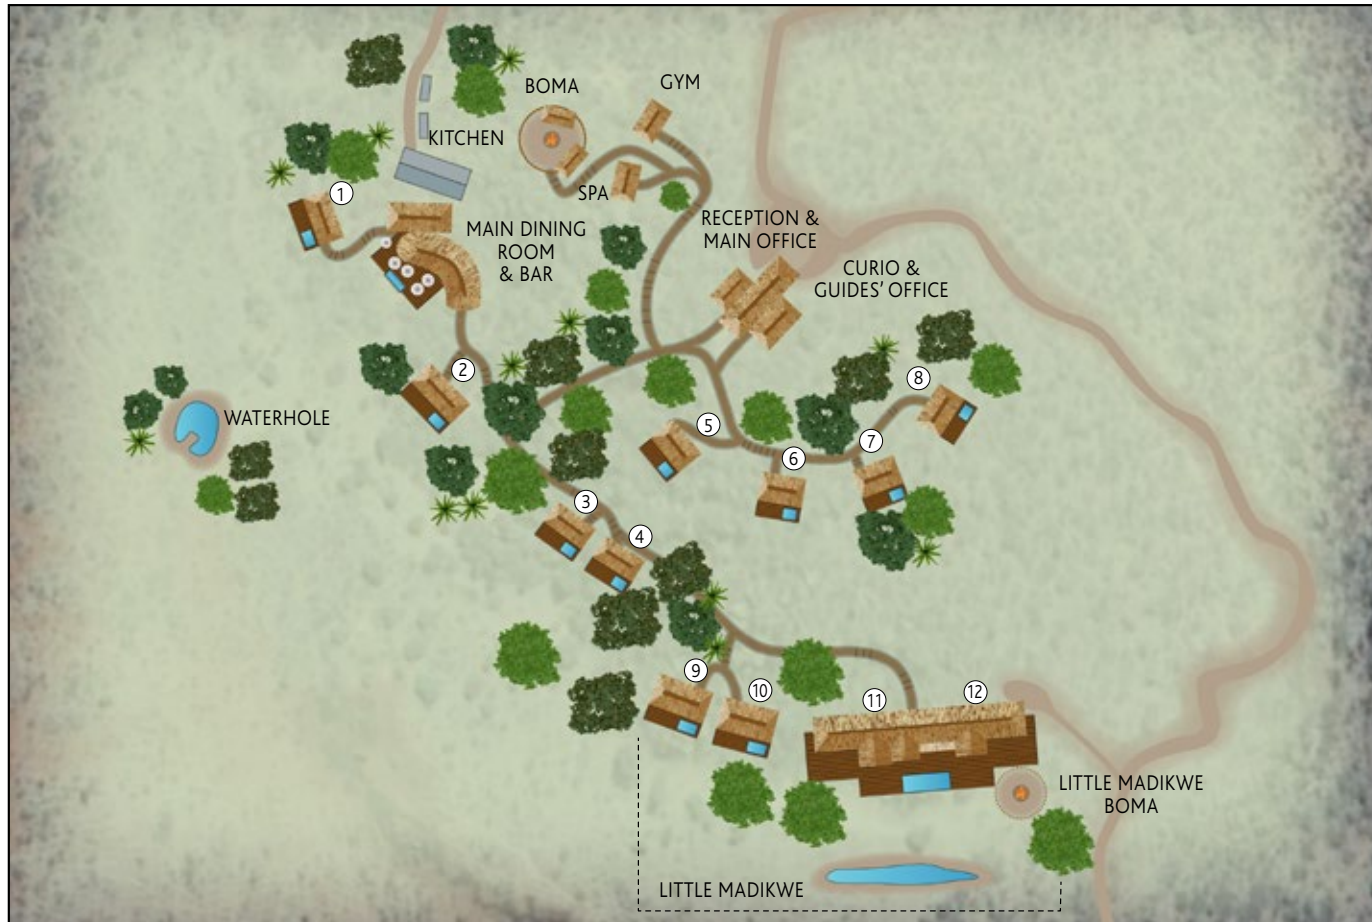 BOMA
GYM
KITCHEN
1
SPA
MAIN DINING
ROOM
& BAR
RECEPTION &
MAIN OFFICE
CURIO &
GUIDES' OFFICE
2
8
WATERHOLE
5
6
7
3
4
9
10
11
12
LITTLE MADIKWE
BOMA
LITTLE MADIKWE